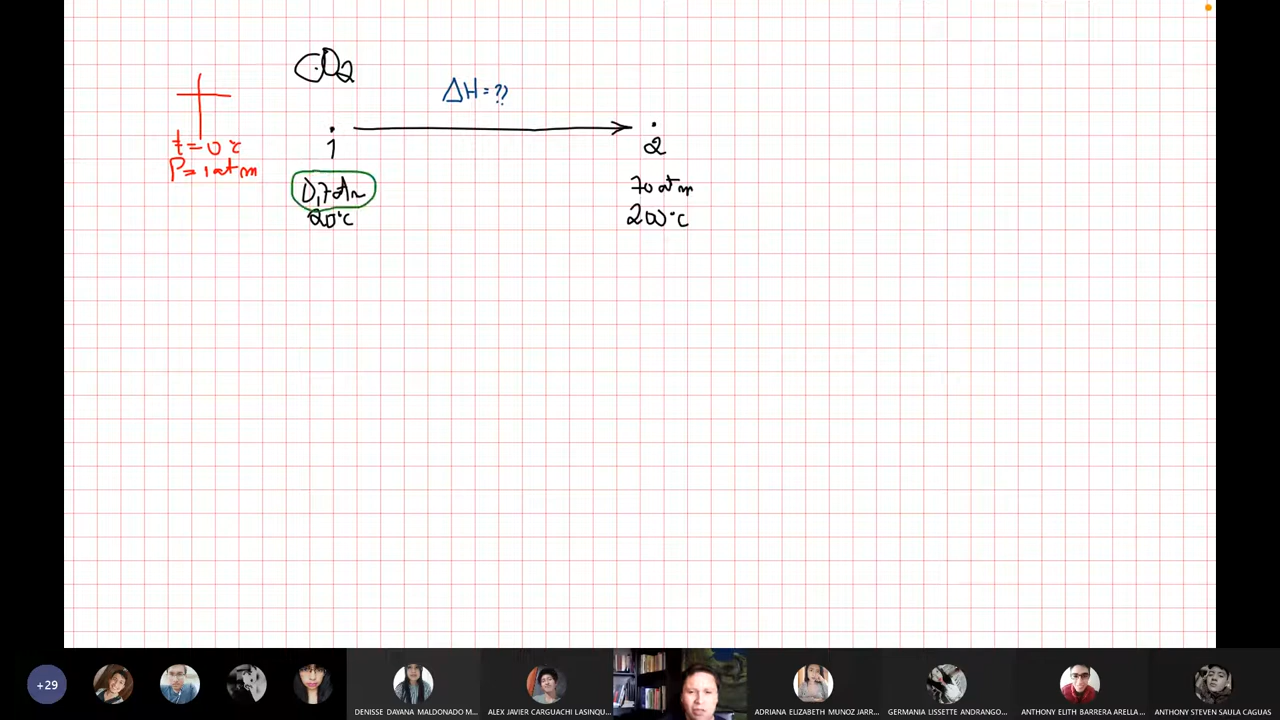 CO2
ΔH = ??
1
2
t = 0 °c
P = 1 atm
0,7 Atm
20°c
70 atm
200°c
+29
DENISSE DAYANA MALDONADO M...
ALEX JAVIER CARGUACHI LASINQU...
ADRIANA ELIZABETH MUNOZ JARR...
GERMANIA LISSETTE ANDRANGO...
ANTHONY ELITH BARRERA ARELLA...
ANTHONY STEVEN SAULA CAGUAS